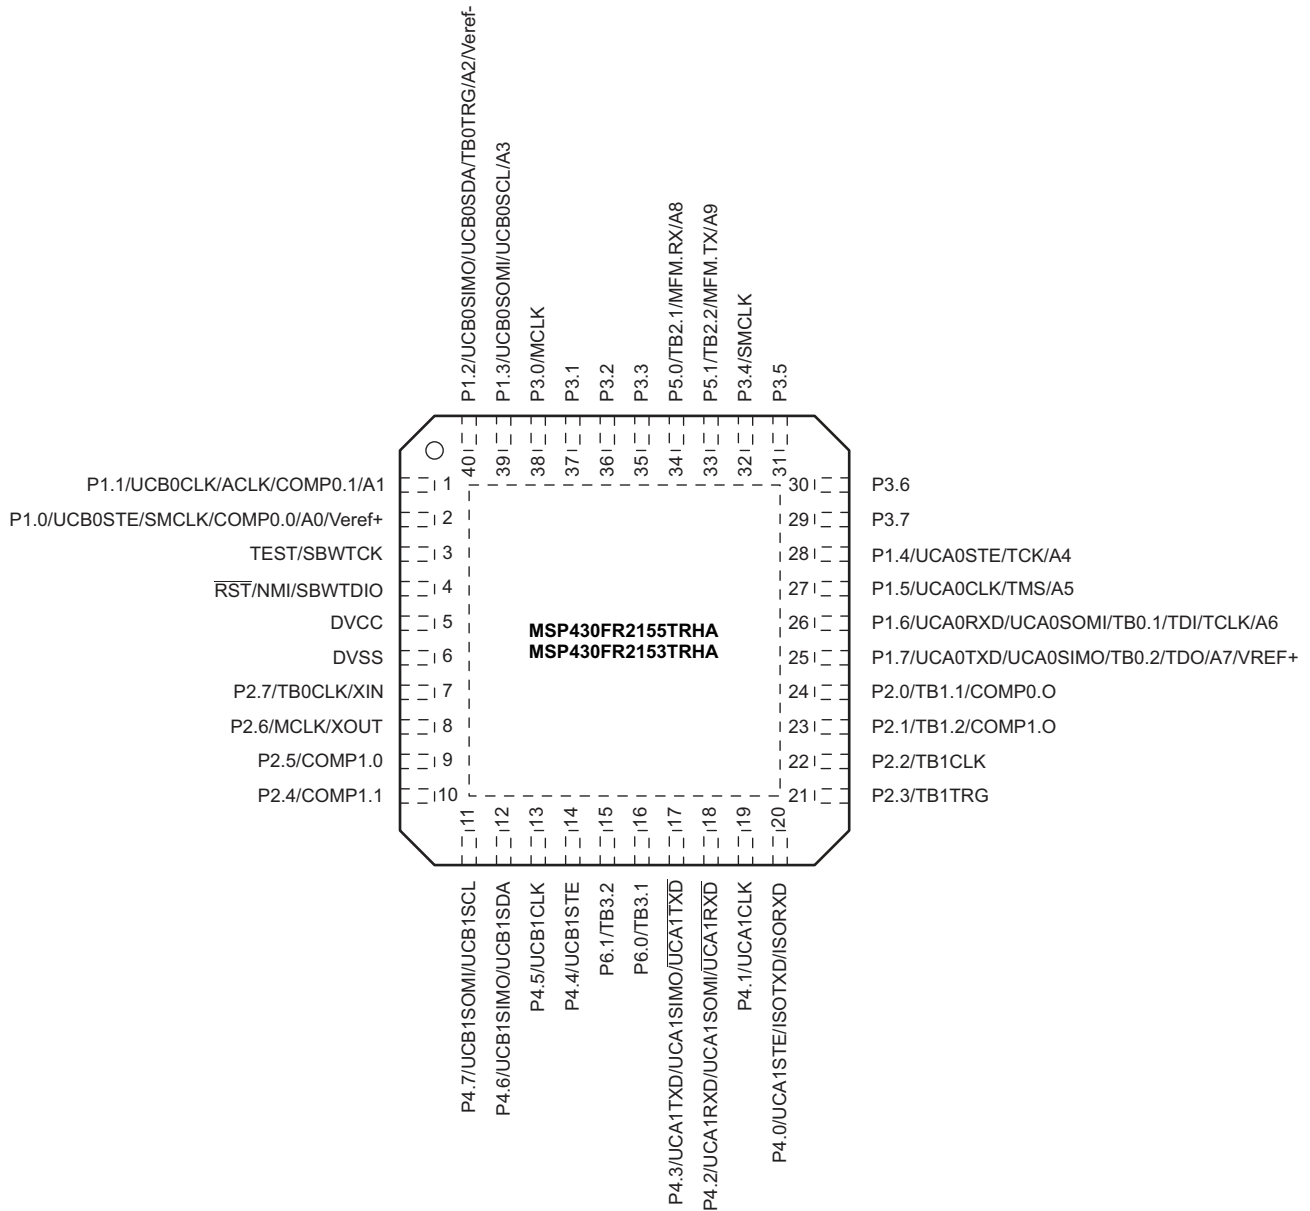 P1.2/UCB0SIMO/UCB0SDA/TB0TRG/A2/Veref-
P1.3/UCB0SOMI/UCB0SCL/A3
P3.0/MCLK
P3.1
P3.2
P3.3
P5.0/TB2.1/MFM.RX/A8
P5.1/TB2.2/MFM.TX/A9
P3.4/SMCLK
P3.5
40
39
38
37
36
35
34
33
32
31
P1.1/UCB0CLK/ACLK/COMP0.1/A1
1
P1.0/UCB0STE/SMCLK/COMP0.0/A0/Veref+
2
TEST/SBWTCK
3
RST/NMI/SBWTDIO
4
DVCC
5
DVSS
6
P2.7/TB0CLK/XIN
7
P2.6/MCLK/XOUT
8
P2.5/COMP1.0
9
P2.4/COMP1.1
10
MSP430FR2155TRHA
MSP430FR2153TRHA
30
P3.6
29
P3.7
28
P1.4/UCA0STE/TCK/A4
27
P1.5/UCA0CLK/TMS/A5
26
P1.6/UCA0RXD/UCA0SOMI/TB0.1/TDI/TCLK/A6
25
P1.7/UCA0TXD/UCA0SIMO/TB0.2/TDO/A7/VREF+
24
P2.0/TB1.1/COMP0.O
23
P2.1/TB1.2/COMP1.O
22
P2.2/TB1CLK
21
P2.3/TB1TRG
11
12
13
14
15
16
17
18
19
20
P4.7/UCB1SOMI/UCB1SCL
P4.6/UCB1SIMO/UCB1SDA
P4.5/UCB1CLK
P4.4/UCB1STE
P6.1/TB3.2
P6.0/TB3.1
P4.3/UCA1TXD/UCA1SIMO/UCA1TXD
P4.2/UCA1RXD/UCA1SOMI/UCA1RXD
P4.1/UCA1CLK
P4.0/UCA1STE/ISOTXD/ISORXD